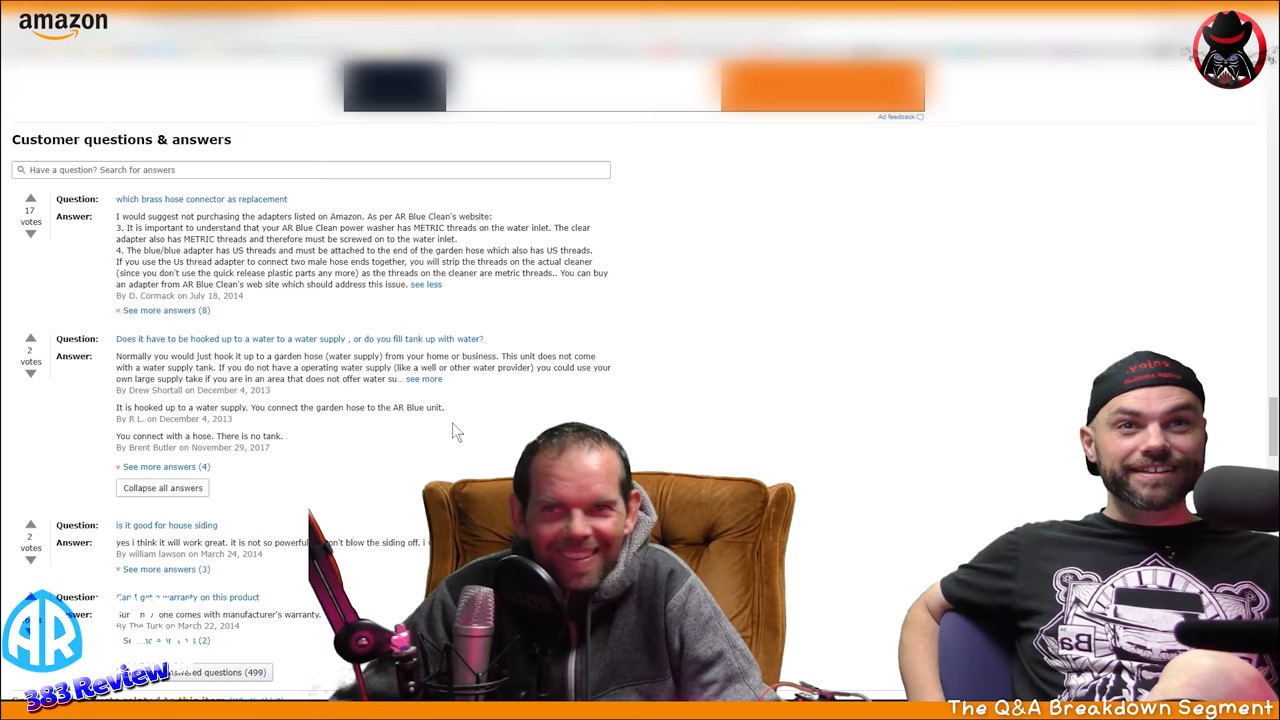 amazon
Ad feedback
Customer questions & answers
Have a question? Search for answers
Question: which brass hose connector as replacement
17
votes
Answer: I would suggest not purchasing the adapters listed on Amazon. As per AR Blue Clean's website:
3. It is important to understand that your AR Blue Clean power washer has METRIC threads on the water inlet. The clear
adapter also has METRIC threads and therefore must be screwed on to the water inlet.
4. The blue/blue adapter has US threads and must be attached to the end of the garden hose which also has US threads.
If you use the Us thread adapter to connect two male hose ends together, you will strip the threads on the actual cleaner
(since you don't use the quick release plastic parts any more) as the threads on the cleaner are metric threads.. You can buy
an adapter from AR Blue Clean's web site which should address this issue. see less
By D. Cormack on July 18, 2014
See more answers (8)
Question: Does it have to be hooked up to a water to a water supply , or do you fill tank up with water?
2
votes
Answer: Normally you would just hook it up to a garden hose (water supply) from your home or business. This unit does not come
with a water supply tank. If you do not have a operating water supply (like a well or other water provider) you could use your
own large supply take if you are in an area that does not offer water su... see more
By Drew Shortall on December 4, 2013
It is hooked up to a water supply. You connect the garden hose to the AR Blue unit.
By R L. on December 4, 2013
You connect with a hose. There is no tank.
By Brent Butler on November 29, 2017
See more answers (4)
Collapse all answers
Question: is it good for house siding
2
votes
Answer: yes i think it will work great. it is not so powerful
on't blow the siding off. i
By william lawson on March 24, 2014
See more answers (3)
Question: Can I get a warranty on this product
one comes with manufacturer's warranty.
By The Turk on March 22, 2014
(2)
questions (499)
AR
383 Review
Ba
The Q&A Breakdown Segment